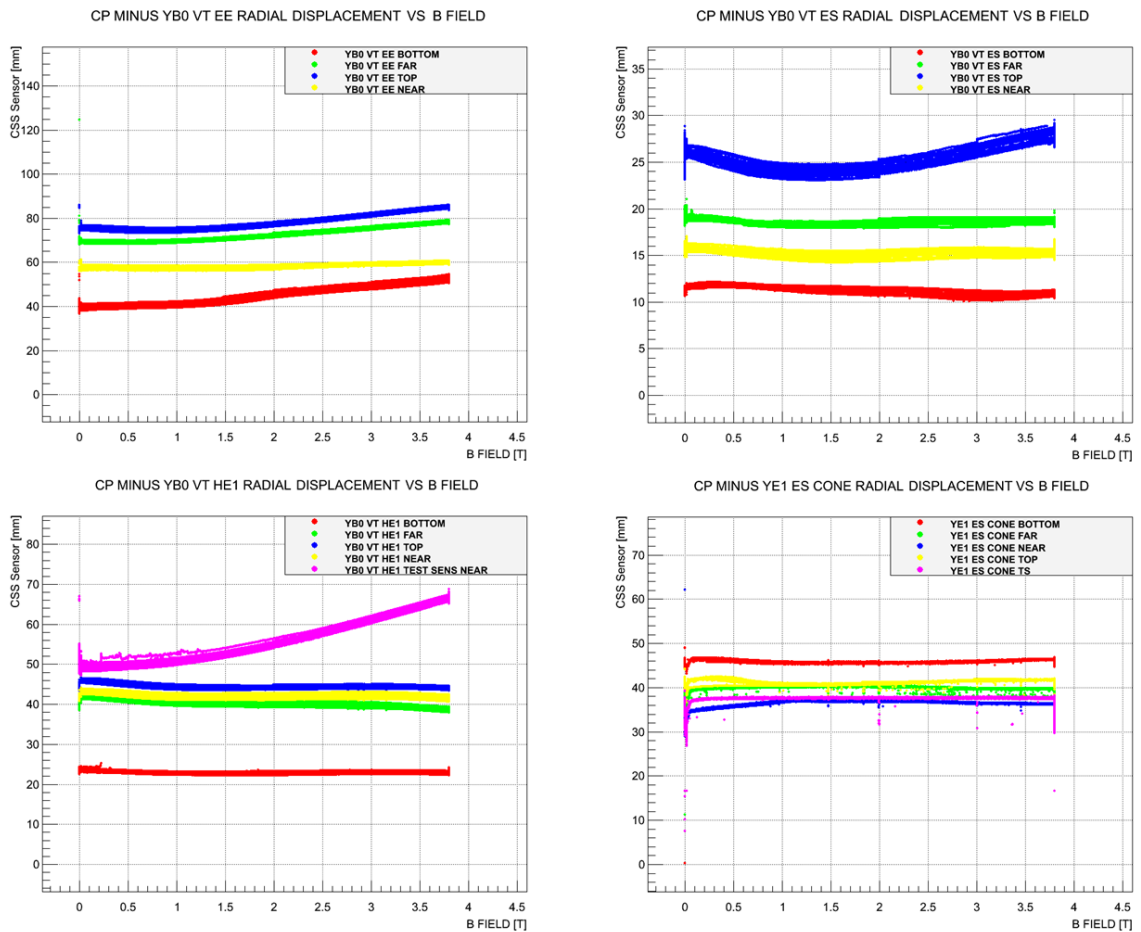 CP MINUS YB0 VT EE RADIAL DISPLACEMENT VS B FIELD
CSS Sensor [mm]
YB0 VT EE BOTTOM
YB0 VT EE FAR
YB0 VT EE TOP
YB0 VT EE NEAR
140
120
100
80
60
40
20
0
0 0.5 1 1.5 2 2.5 3 3.5 4 4.5
B FIELD [T]
CP MINUS YB0 VT ES RADIAL DISPLACEMENT VS B FIELD
CSS Sensor [mm]
YB0 VT ES BOTTOM
YB0 VT ES FAR
YB0 VT ES TOP
YB0 VT ES NEAR
35
30
25
20
15
10
5
0
0 0.5 1 1.5 2 2.5 3 3.5 4 4.5
B FIELD [T]
CP MINUS YB0 VT HE1 RADIAL DISPLACEMENT VS B FIELD
CSS Sensor [mm]
YB0 VT HE1 BOTTOM
YB0 VT HE1 FAR
YB0 VT HE1 TOP
YB0 VT HE1 NEAR
YB0 VT HE1 TEST SENS NEAR
80
70
60
50
40
30
20
10
0
0 0.5 1 1.5 2 2.5 3 3.5 4 4.5
B FIELD [T]
CP MINUS YE1 ES CONE RADIAL DISPLACEMENT VS B FIELD
CSS Sensor [mm]
YE1 ES CONE BOTTOM
YE1 ES CONE FAR
YE1 ES CONE NEAR
YE1 ES CONE TOP
YE1 ES CONE TS
70
60
50
40
30
20
10
0
0 0.5 1 1.5 2 2.5 3 3.5 4 4.5
B FIELD [T]